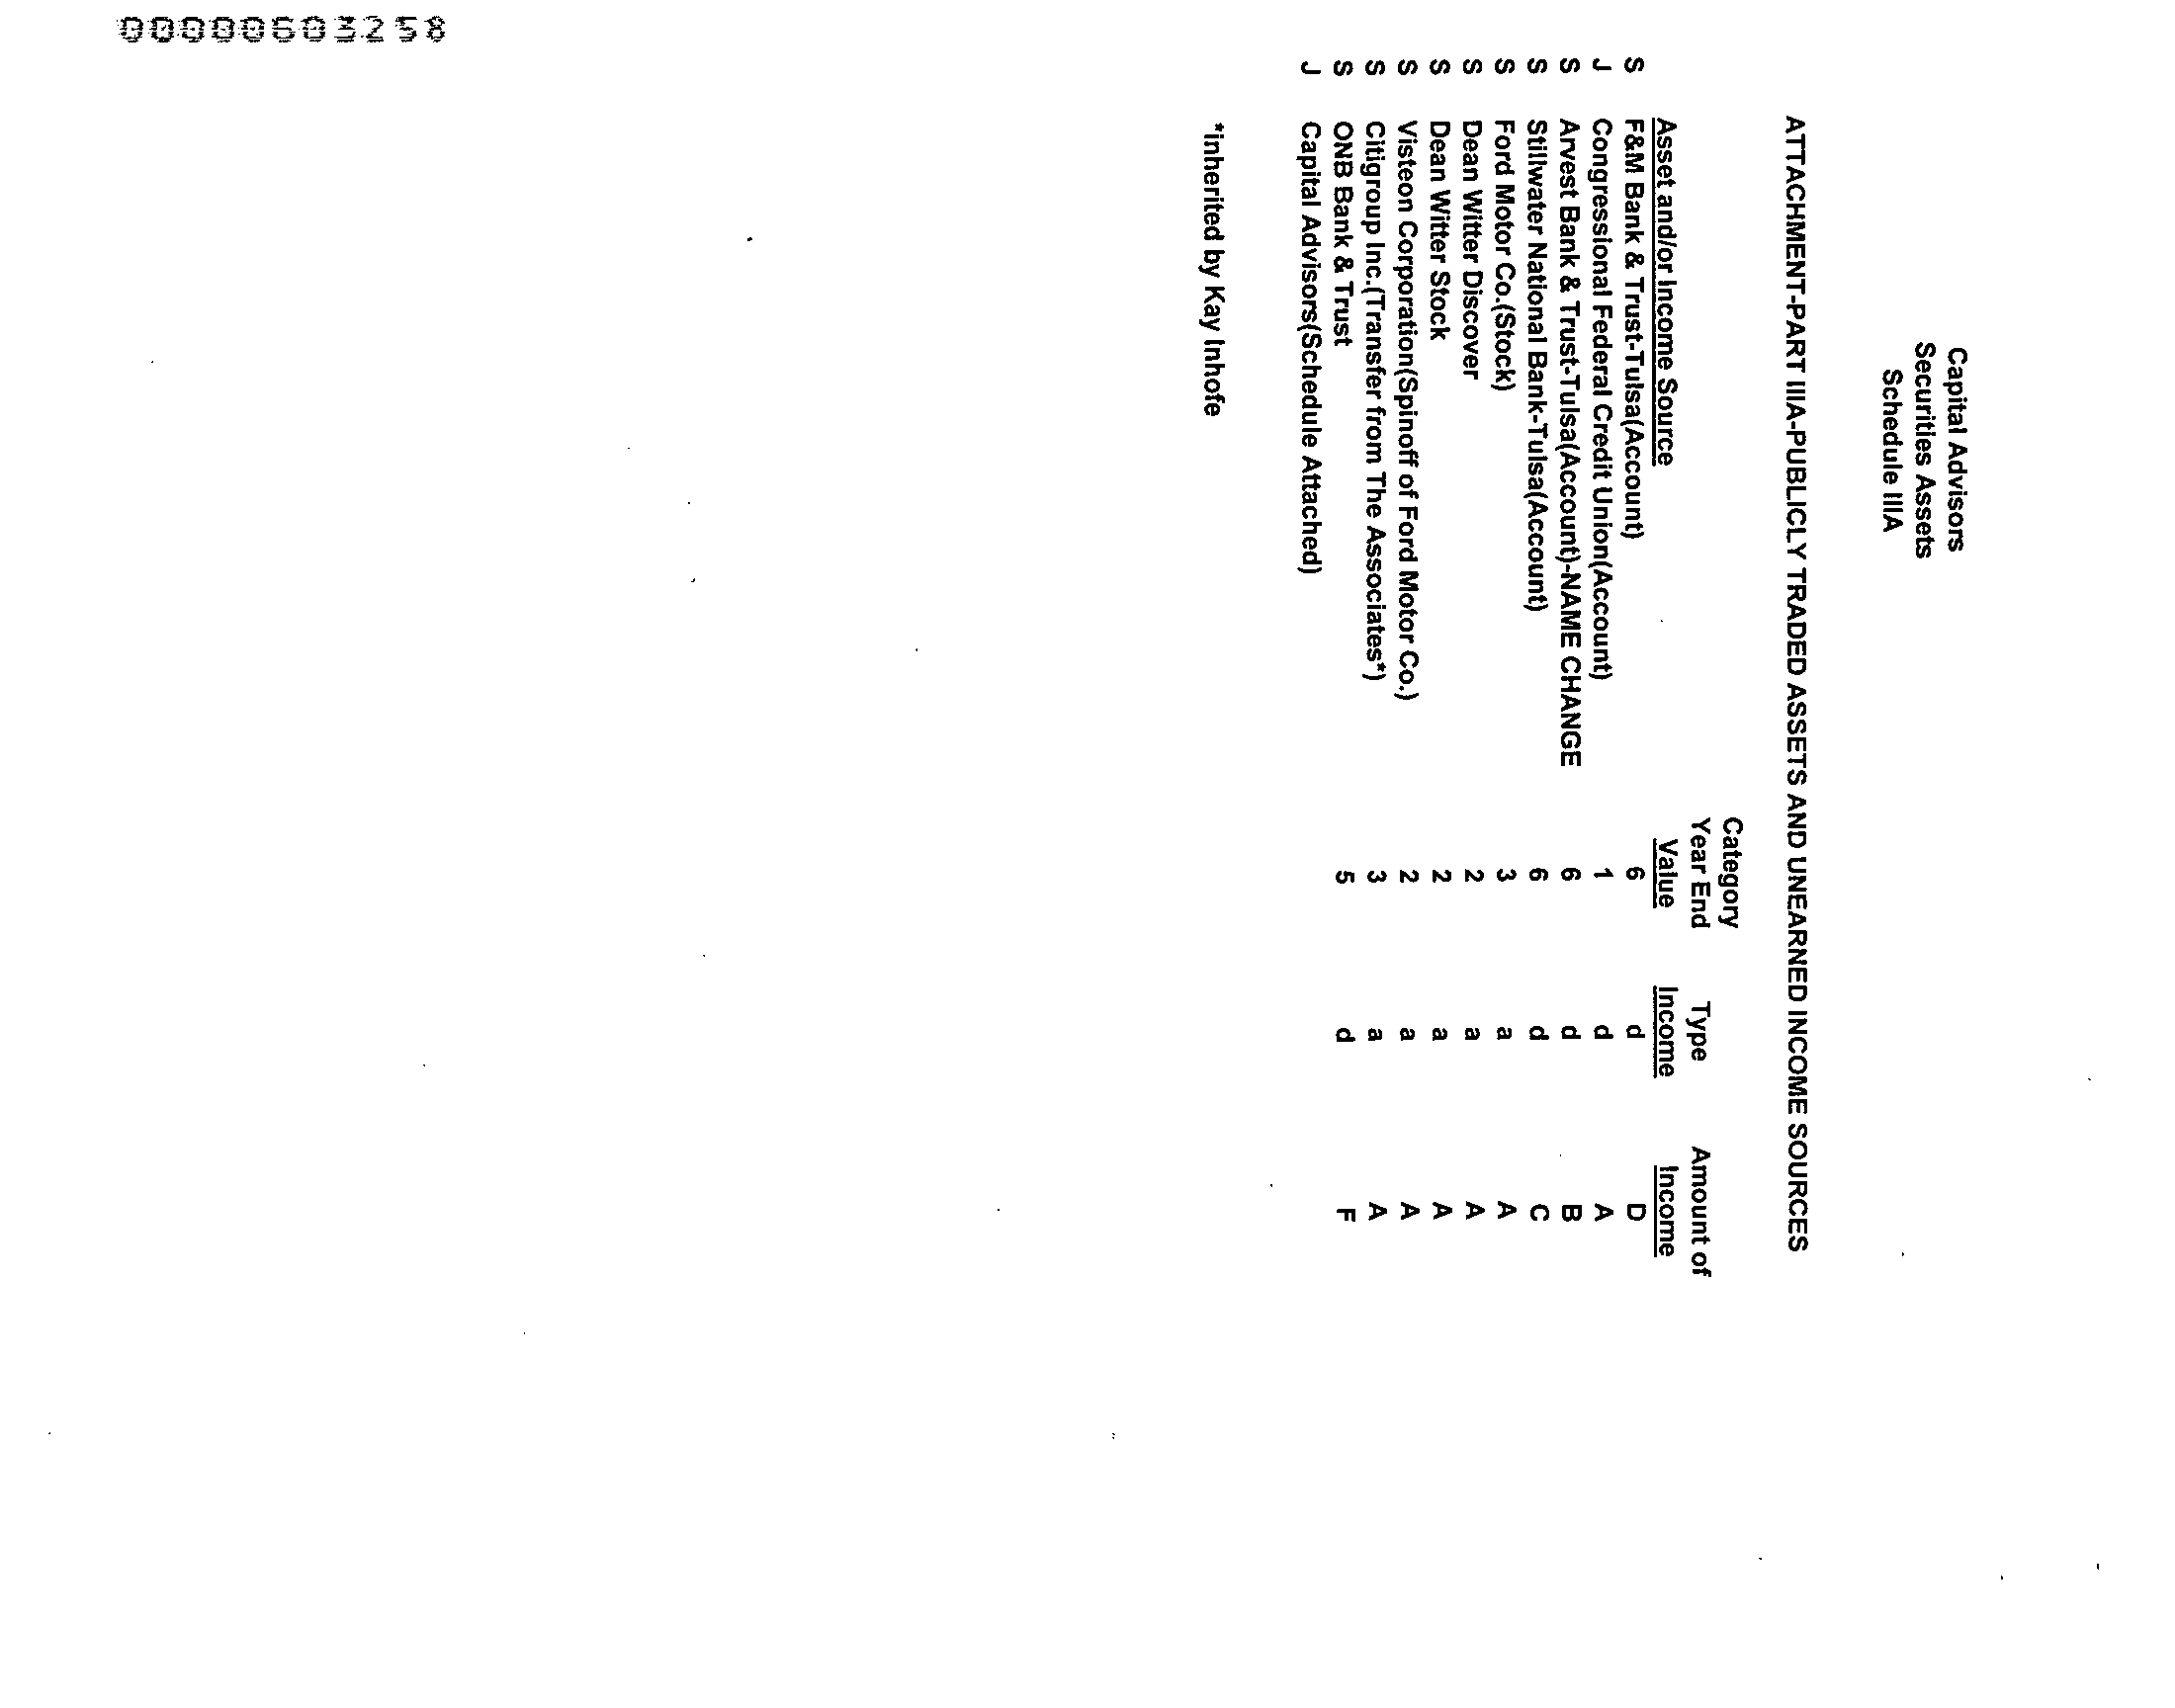 Capital Advisors
Securities Assets
Schedule IIIA
ATTACHMENT-PART IIIA-PUBLICLY TRADED ASSETS AND UNEARNED INCOME SOURCES
Category
Year End Type Amount of
Asset and/or Income Source Value Income Income
S F&M Bank & Trust-Tulsa(Account) 6 d D
J Congressional Federal Credit Union(Account) 1 d A
S Arvest Bank & Trust-Tulsa(Account)-NAME CHANGE 6 d B
S Stillwater National Bank-Tulsa(Account) 6 d C
S Ford Motor Co.(Stock) 3 a A
S Dean Witter Discover 2 a A
S Dean Witter Stock 2 a A
S Visteon Corporation(Spinoff of Ford Motor Co.) 2 a A
S Citigroup Inc.(Transfer from The Associates*) 3 a A
S ONB Bank & Trust 5 d F
J Capital Advisors(Schedule Attached)
*inherited by Kay Inhofe
00000603258